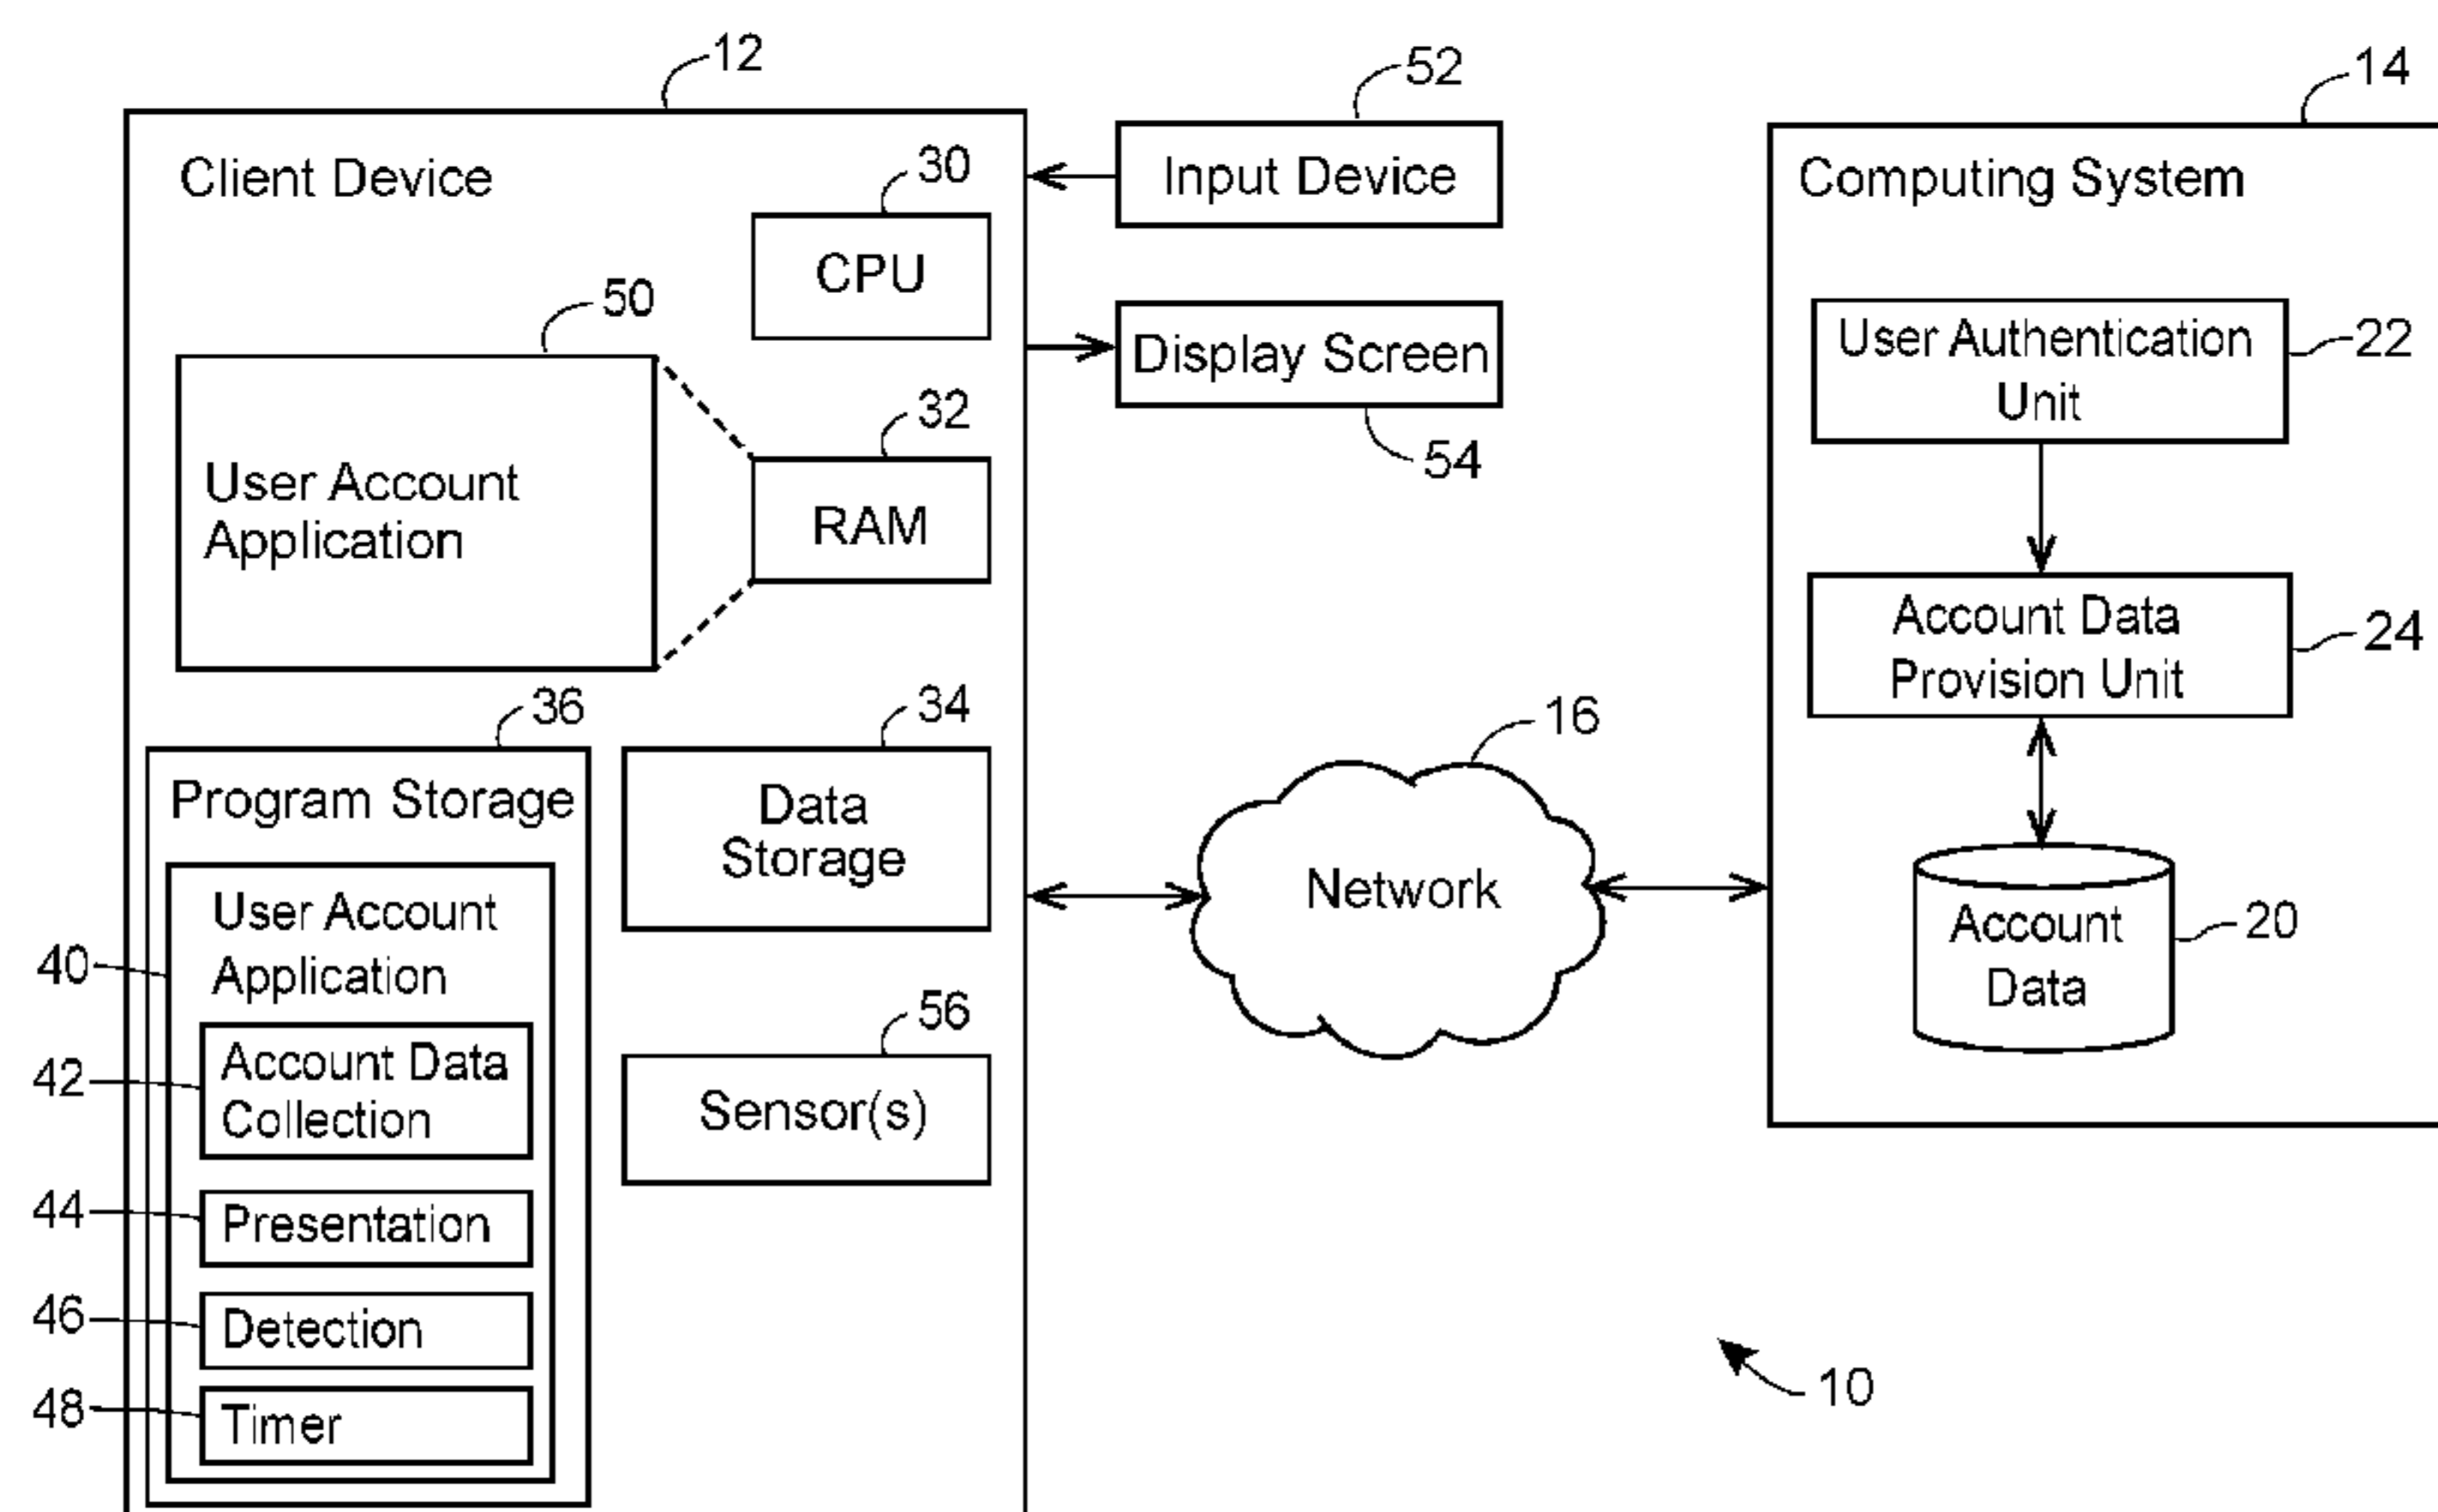 12
Client Device
30
CPU
50
User Account
Application
32
RAM
36
Program Storage
34
Data
Storage
40
User Account
Application
42
Account Data
Collection
44
Presentation
46
Detection
48
Timer
56
Sensor(s)
52
Input Device
Display Screen
54
16
Network
14
Computing System
User Authentication
Unit
22
Account Data
Provision Unit
24
Account
Data
20
10